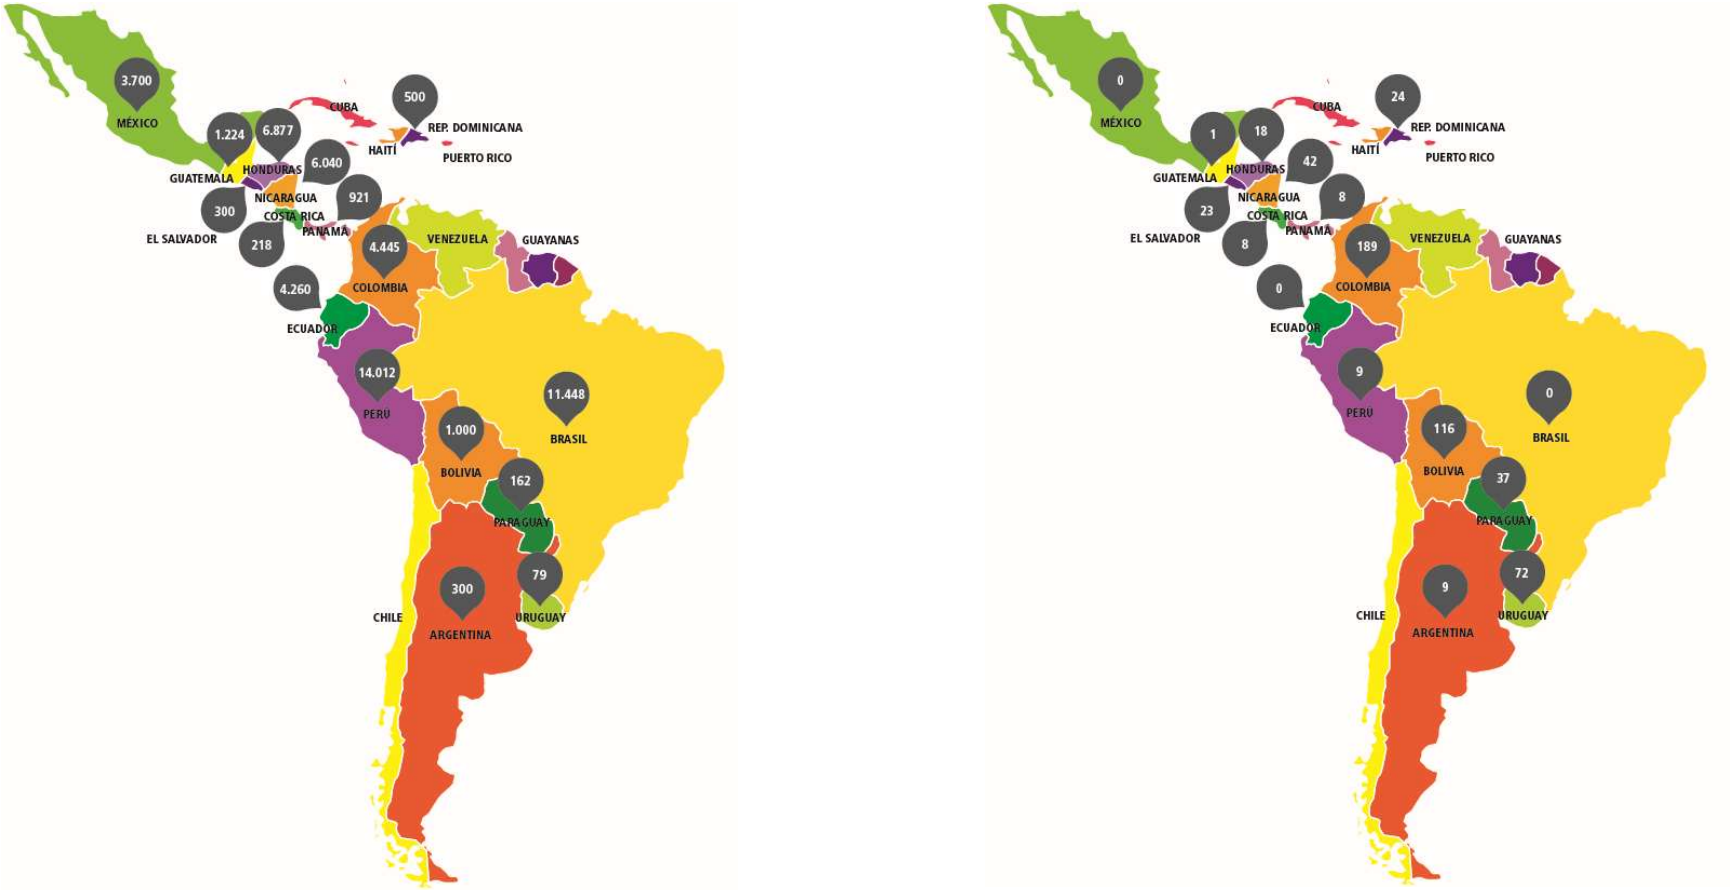 3.700
MÉXICO
CUBA
500
REP. DOMINICANA
HAITÍ
PUERTO RICO
1.224
6.877
GUATEMALA
HONDURAS
6.040
NICARAGUA
300
EL SALVADOR
COSTA RICA
218
921
PANAMÁ
4.445
COLOMBIA
VENEZUELA
GUAYANAS
4.260
ECUADOR
14.012
PERÚ
11.448
BRASIL
1.000
BOLIVIA
162
PARAGUAY
300
ARGENTINA
79
URUGUAY
CHILE
0
MÉXICO
CUBA
24
REP. DOMINICANA
HAITÍ
PUERTO RICO
1
18
GUATEMALA
HONDURAS
42
NICARAGUA
23
EL SALVADOR
COSTA RICA
8
8
PANAMÁ
189
COLOMBIA
VENEZUELA
GUAYANAS
0
ECUADOR
9
PERÚ
0
BRASIL
116
BOLIVIA
37
PARAGUAY
9
ARGENTINA
72
URUGUAY
CHILE